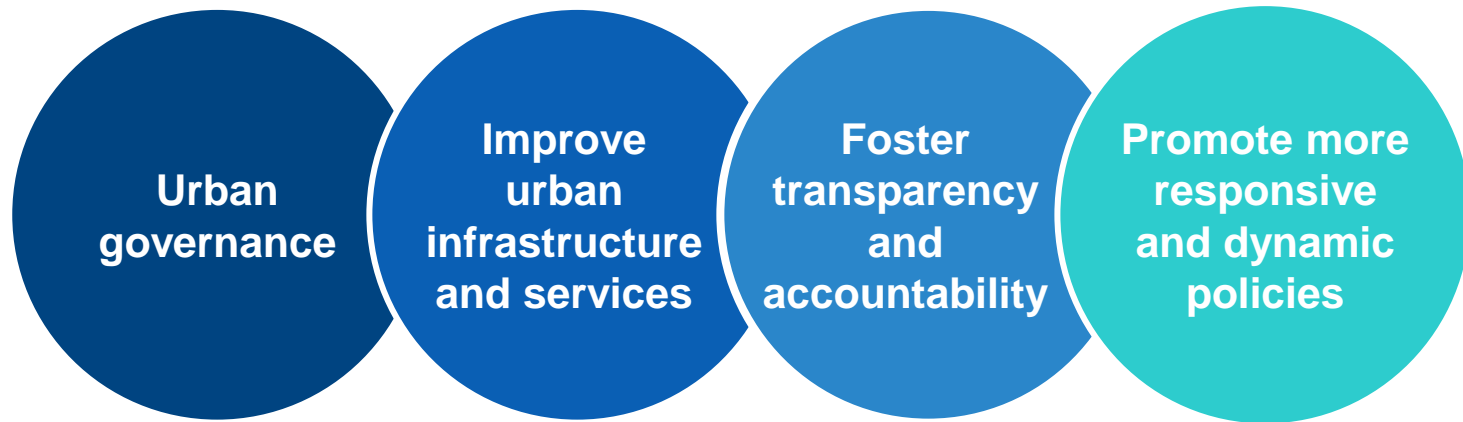 Urban
governance
Improve
urban
infrastructure
and services
Foster
transparency
and
accountability
Promote more
responsive
and dynamic
policies